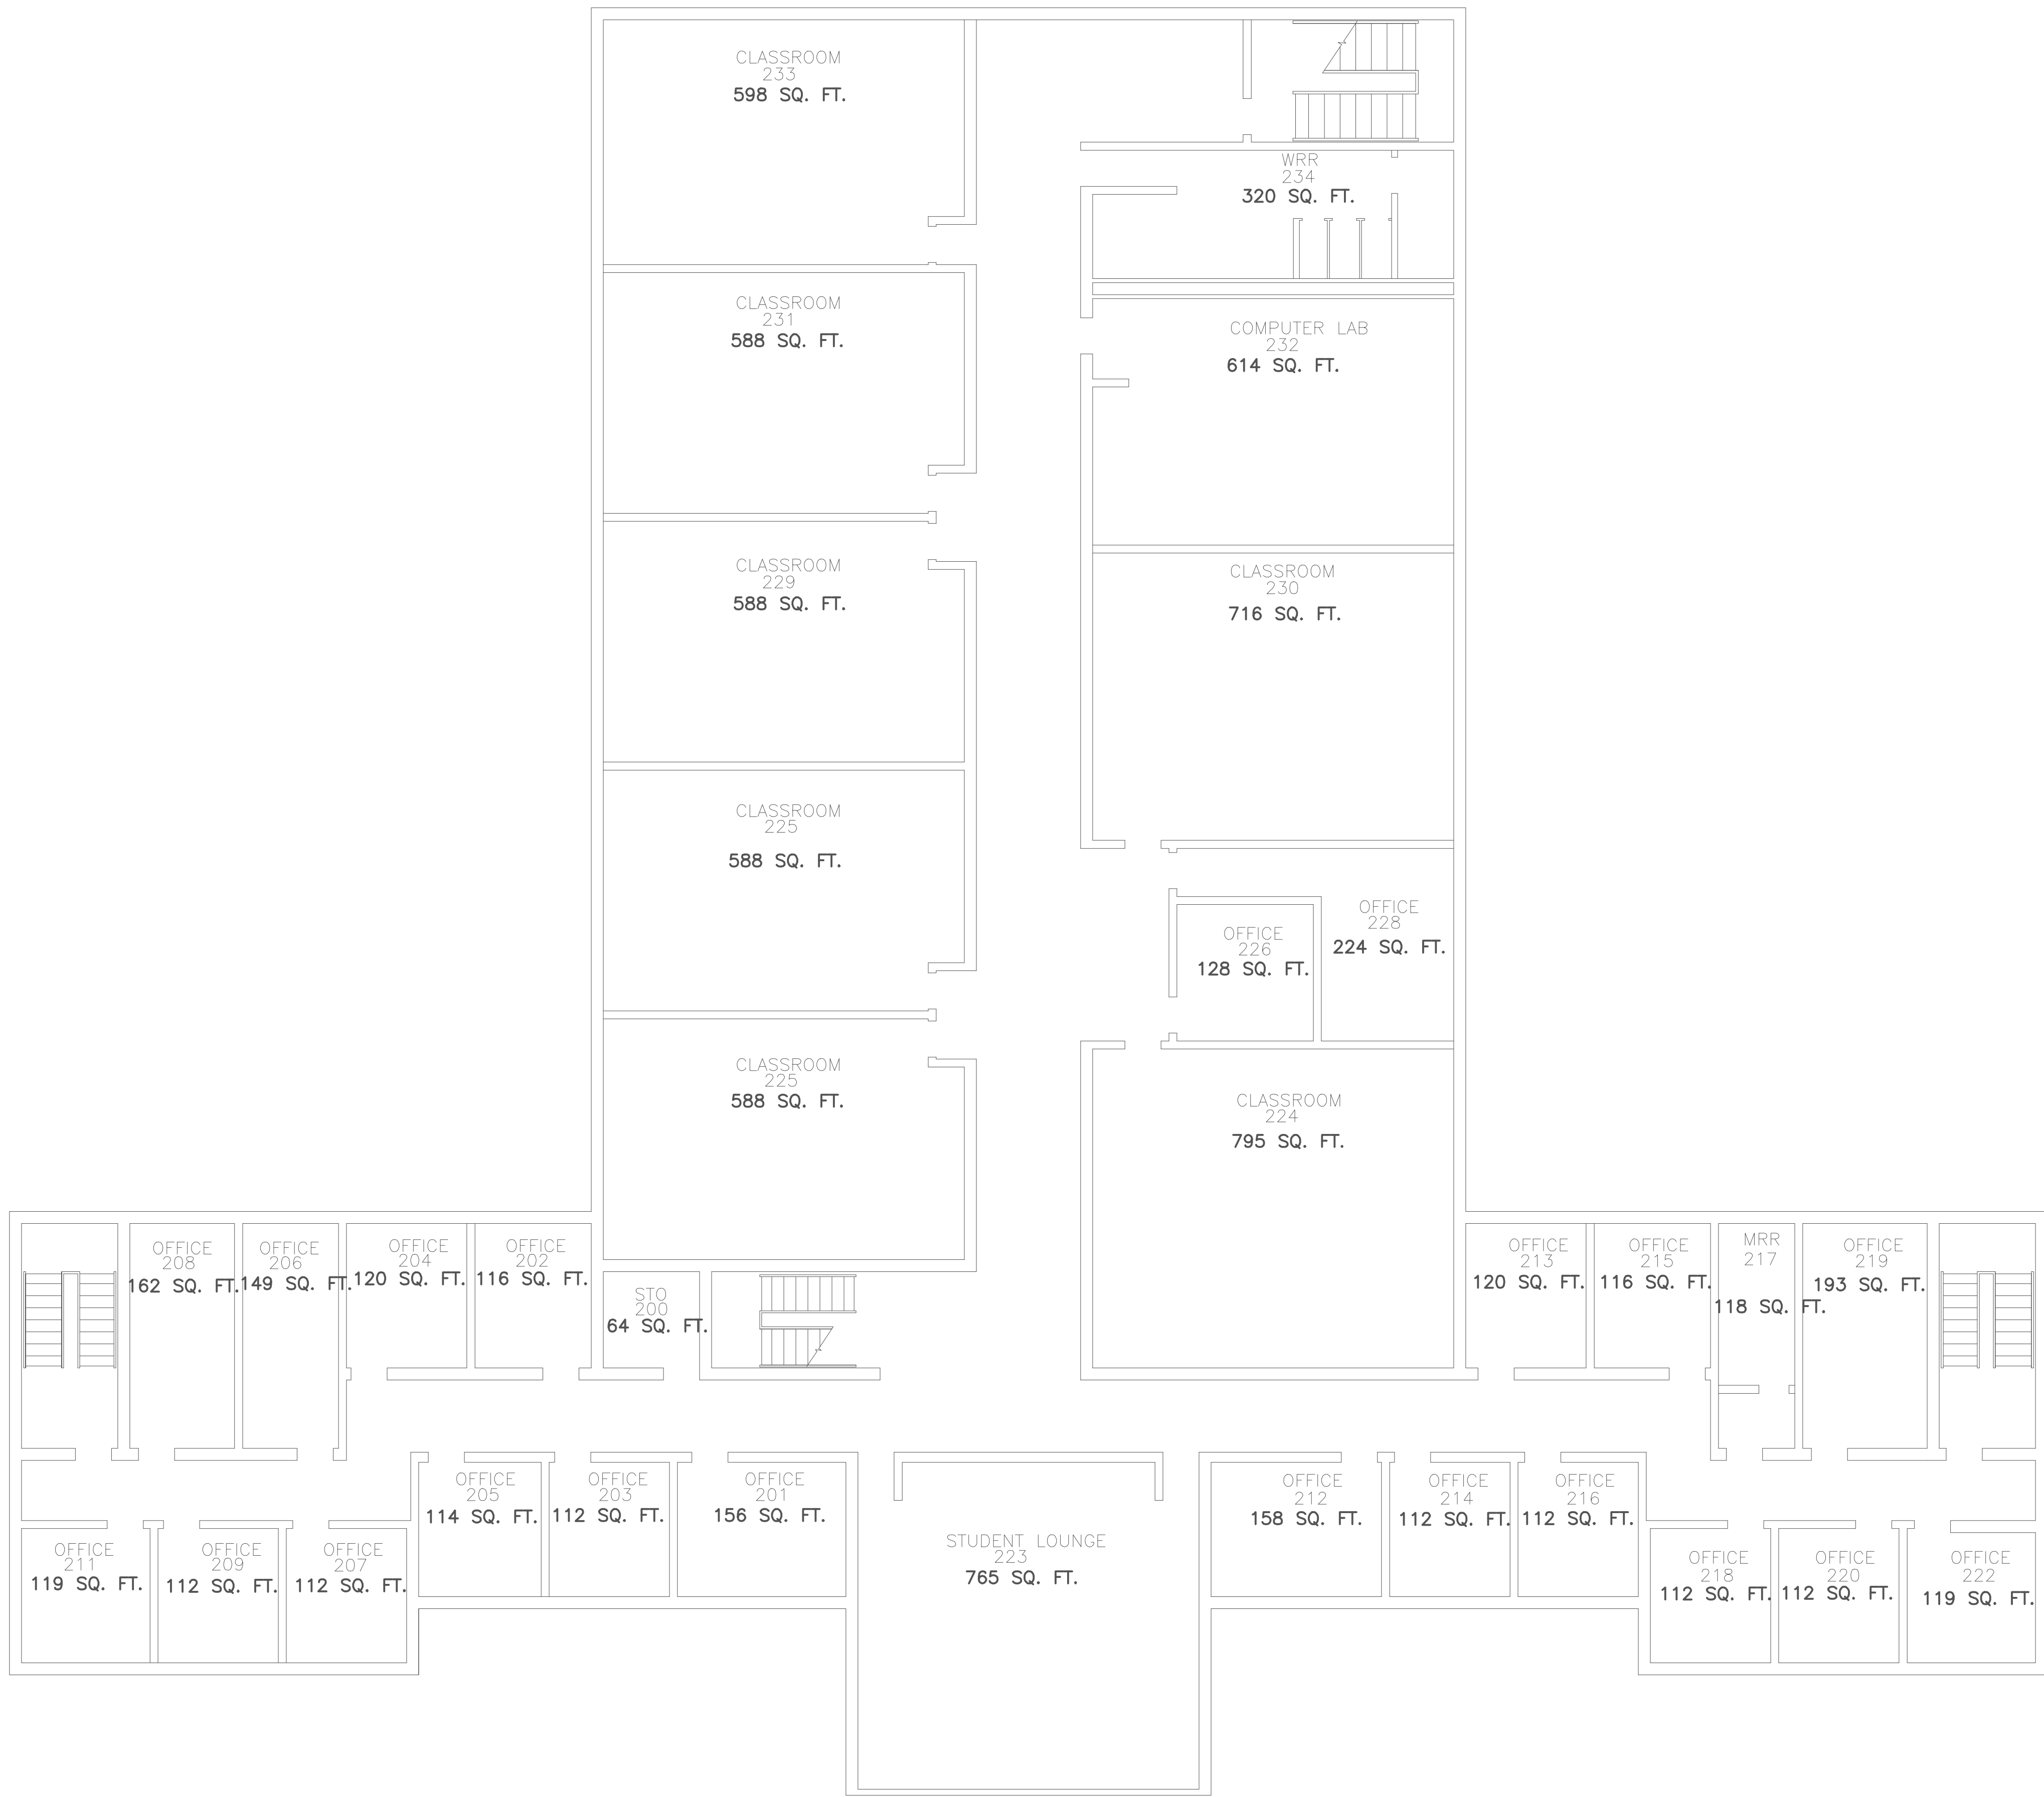 CLASSROOM
233
598 SQ. FT.
WRR
234
320 SQ. FT.
CLASSROOM
231
588 SQ. FT.
COMPUTER LAB
232
614 SQ. FT.
CLASSROOM
229
588 SQ. FT.
CLASSROOM
230
716 SQ. FT.
CLASSROOM
225
588 SQ. FT.
OFFICE
228
224 SQ. FT.
OFFICE
226
128 SQ. FT.
CLASSROOM
225
588 SQ. FT.
CLASSROOM
224
795 SQ. FT.
OFFICE
208
162 SQ. FT.
OFFICE
206
149 SQ. FT.
OFFICE
204
120 SQ. FT.
OFFICE
202
116 SQ. FT.
STO
200
64 SQ. FT.
OFFICE
213
120 SQ. FT.
OFFICE
215
116 SQ. FT.
MRR
217
118 SQ. FT.
OFFICE
219
193 SQ. FT.
OFFICE
205
114 SQ. FT.
OFFICE
203
112 SQ. FT.
OFFICE
201
156 SQ. FT.
OFFICE
212
158 SQ. FT.
OFFICE
214
112 SQ. FT.
OFFICE
216
112 SQ. FT.
STUDENT LOUNGE
223
765 SQ. FT.
OFFICE
211
119 SQ. FT.
OFFICE
209
112 SQ. FT.
OFFICE
207
112 SQ. FT.
OFFICE
218
112 SQ. FT.
OFFICE
220
112 SQ. FT.
OFFICE
222
119 SQ. FT.